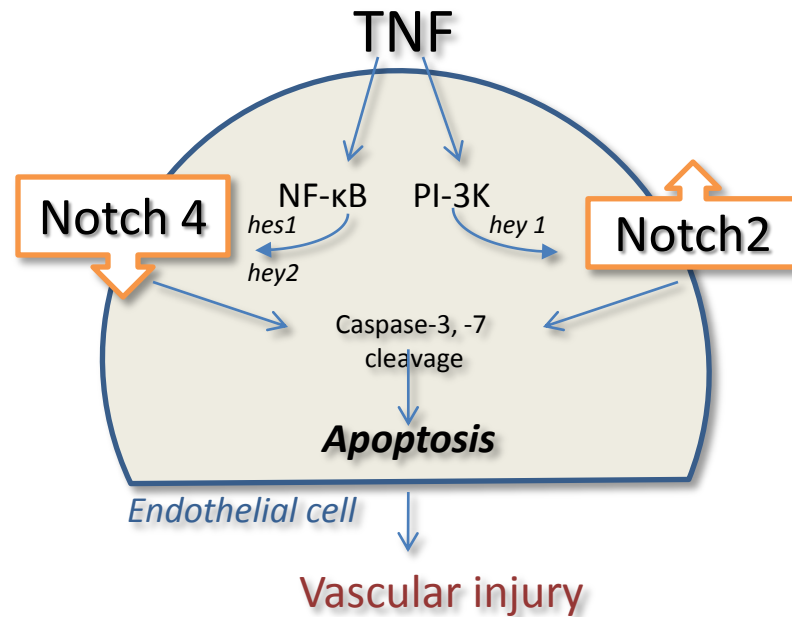 TNF
NF-κB
PI-3K
Notch 4
hes1
hey 1
Notch2
hey2
Caspase-3, -7
cleavage
Apoptosis
Endothelial cell
Vascular injury